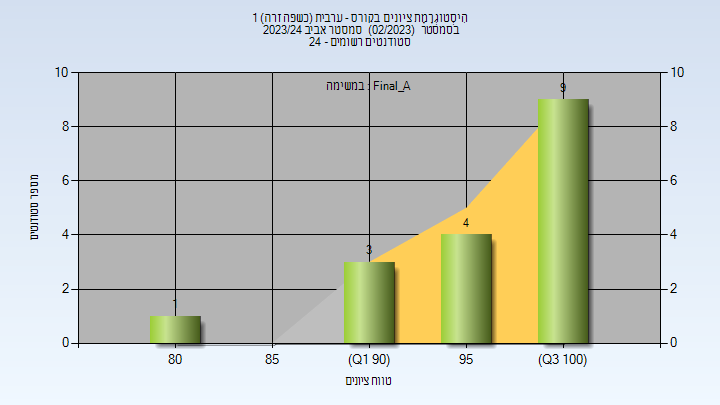 היסטוגרמת ציונים בקורס - ערבית (כשפה זרה) 1
בסמסטר (02/2023) סמסטר אביב 2023/24
סטודנטים רשומים - 24
במשימה : Final_A
10
8
6
4
2
0
10
8
6
4
2
0
1
3
4
9
80
85
(Q1 90)
95
(Q3 100)
מספר סטודנטים
טווח ציונים